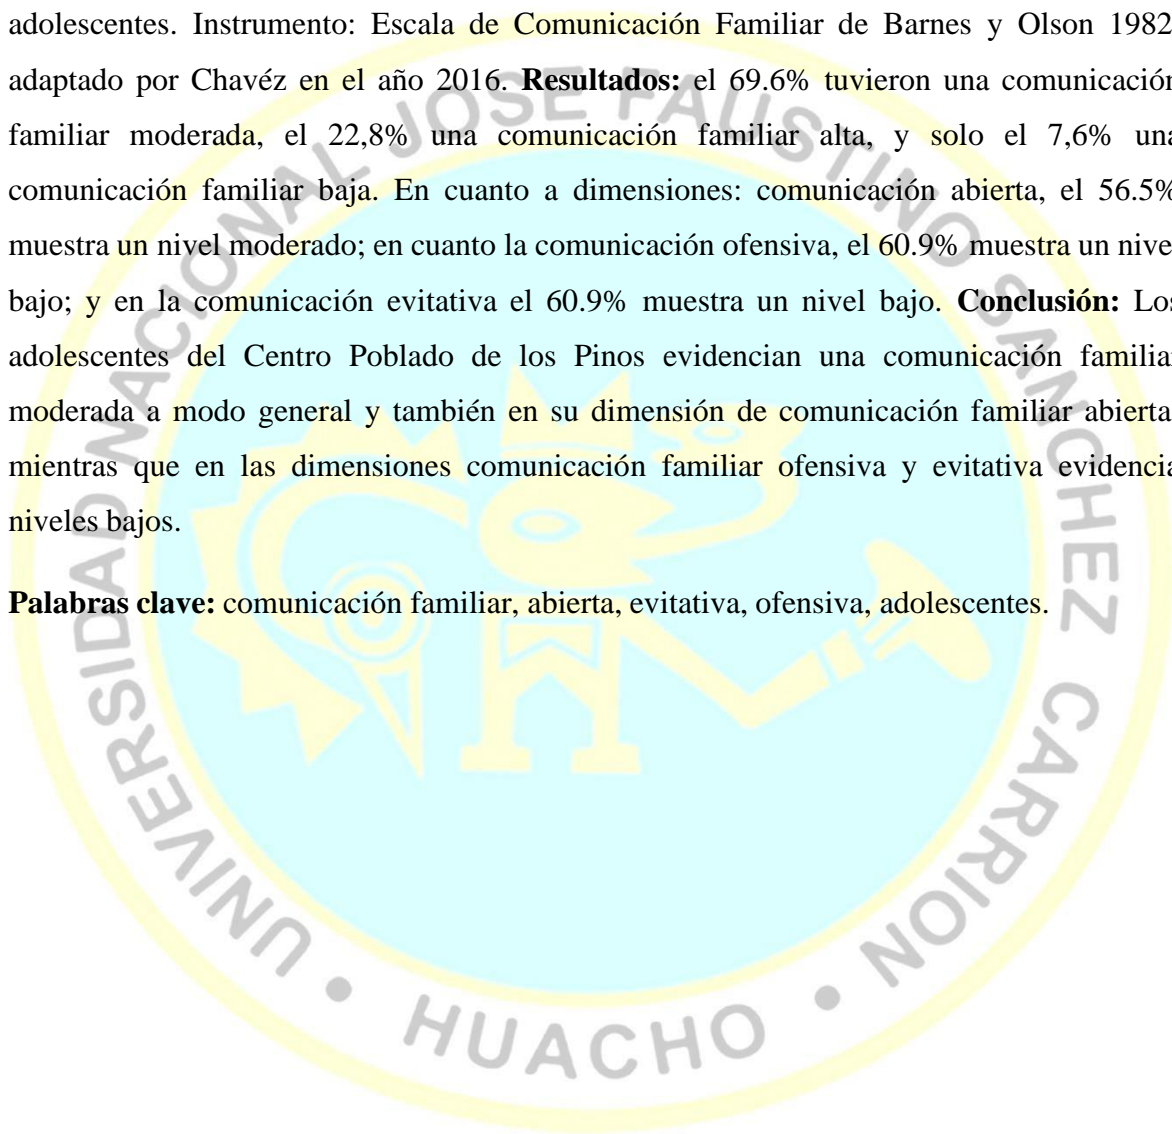 adolescentes. Instrumento: Escala de Comunicación Familiar de Barnes y Olson 1982
adaptado por Chavéz en el año 2016. Resultados: el 69.6% tuvieron una comunicación
familiar moderada, el 22,8% una comunicación familiar alta, y solo el 7,6% una
comunicación familiar baja. En cuanto a dimensiones: comunicación abierta, el 56.5%
muestra un nivel moderado; en cuanto la comunicación ofensiva, el 60.9% muestra un nivel
bajo; y en la comunicación evitativa el 60.9% muestra un nivel bajo. Conclusión: Los
adolescentes del Centro Poblado de los Pinos evidencian una comunicación familiar
moderada a modo general y también en su dimensión de comunicación familiar abierta,
mientras que en las dimensiones comunicación familiar ofensiva y evitativa evidencia
niveles bajos.
Palabras clave: comunicación familiar, abierta, evitativa, ofensiva, adolescentes.
UNIVERSIDAD NACIONAL JOSE FAUSTINO SANCHEZ CARRION
• HUACHO •